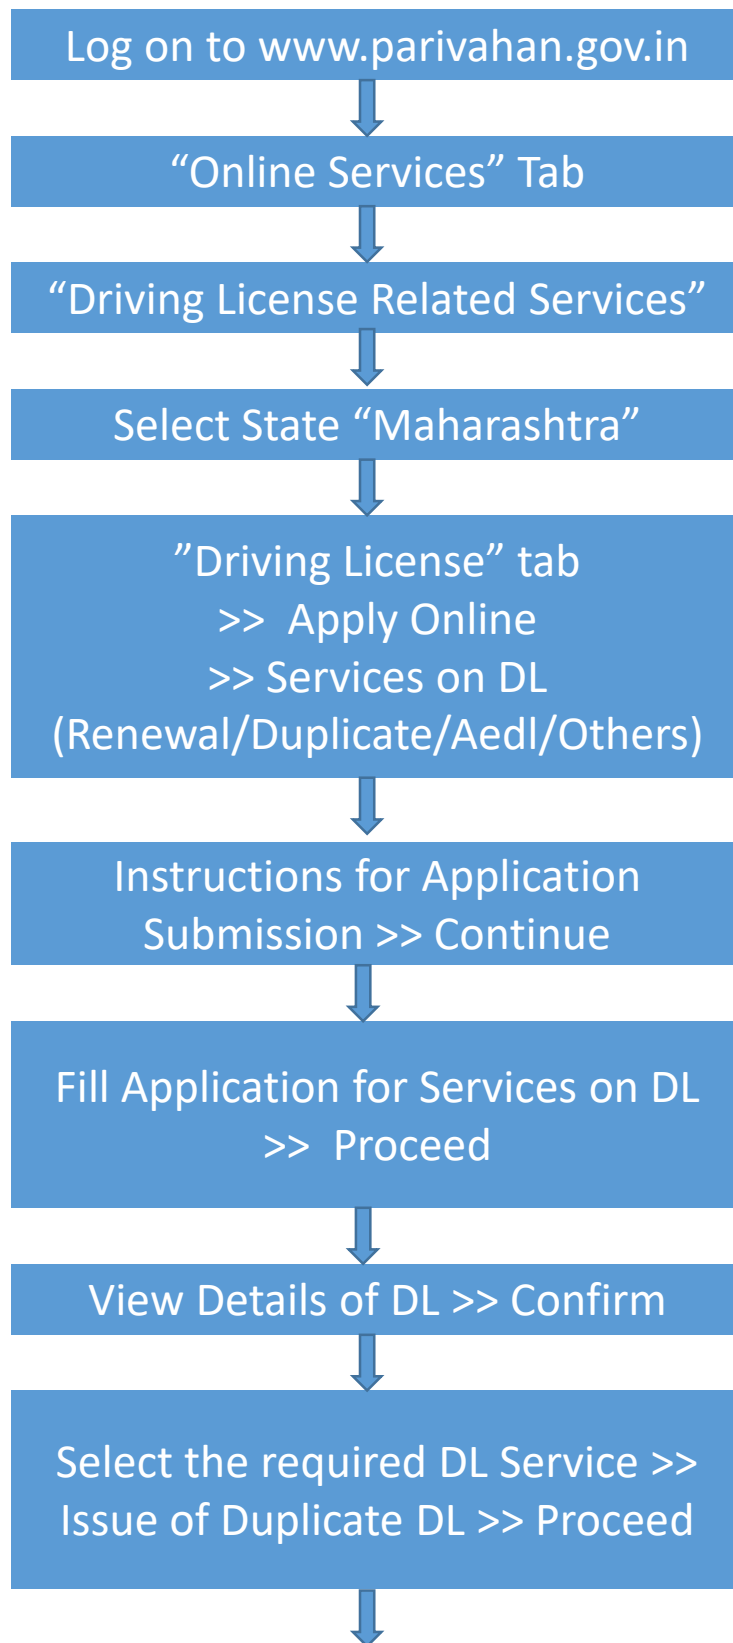 Log on to www.parivahan.gov.in
“Online Services” Tab
“Driving License Related Services”
Select State “Maharashtra”
”Driving License” tab
>> Apply Online
>> Services on DL
(Renewal/Duplicate/Aedl/Others)
Instructions for Application
Submission >> Continue
Fill Application for Services on DL
>> Proceed
View Details of DL >> Confirm
Select the required DL Service >>
Issue of Duplicate DL >> Proceed